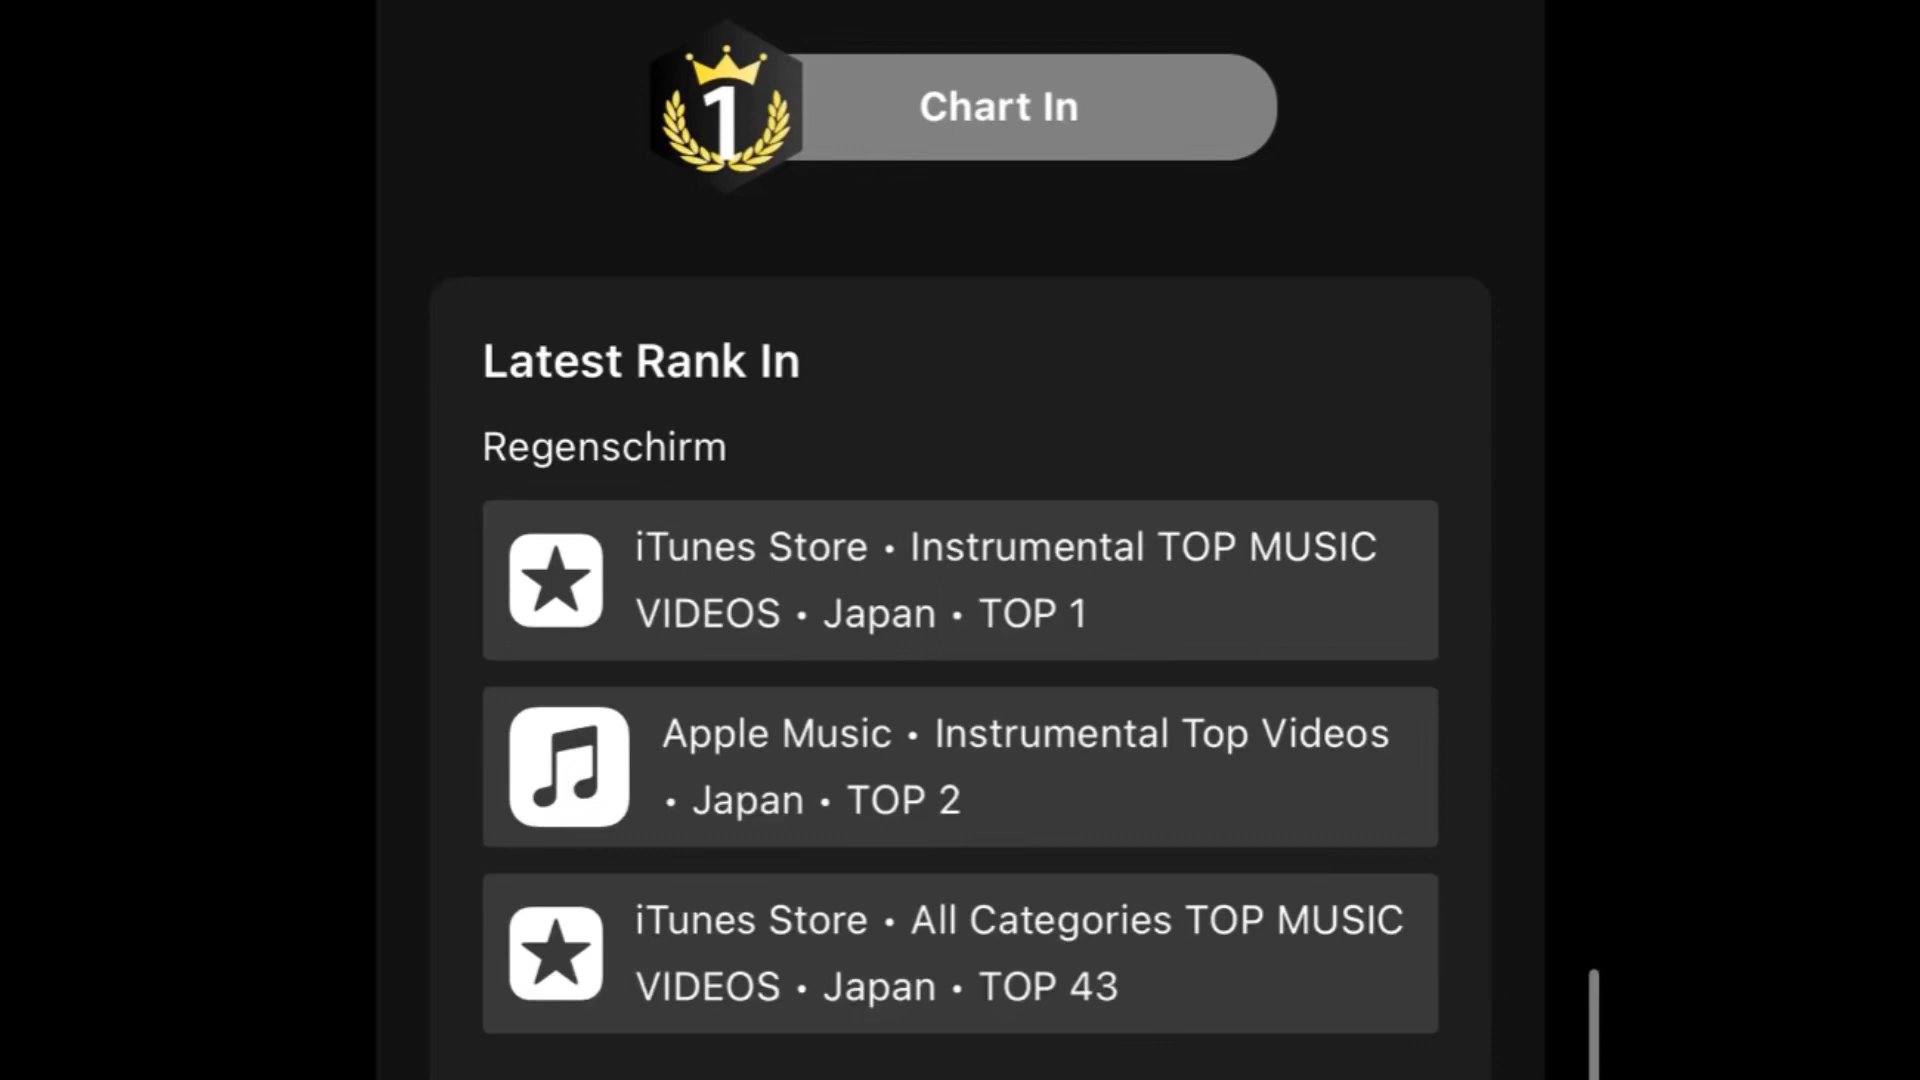 1
Chart In
Latest Rank In
Regenschirm
iTunes Store • Instrumental TOP MUSIC
VIDEOS • Japan • TOP 1
Apple Music • Instrumental Top Videos
• Japan • TOP 2
iTunes Store • All Categories TOP MUSIC
VIDEOS • Japan • TOP 43